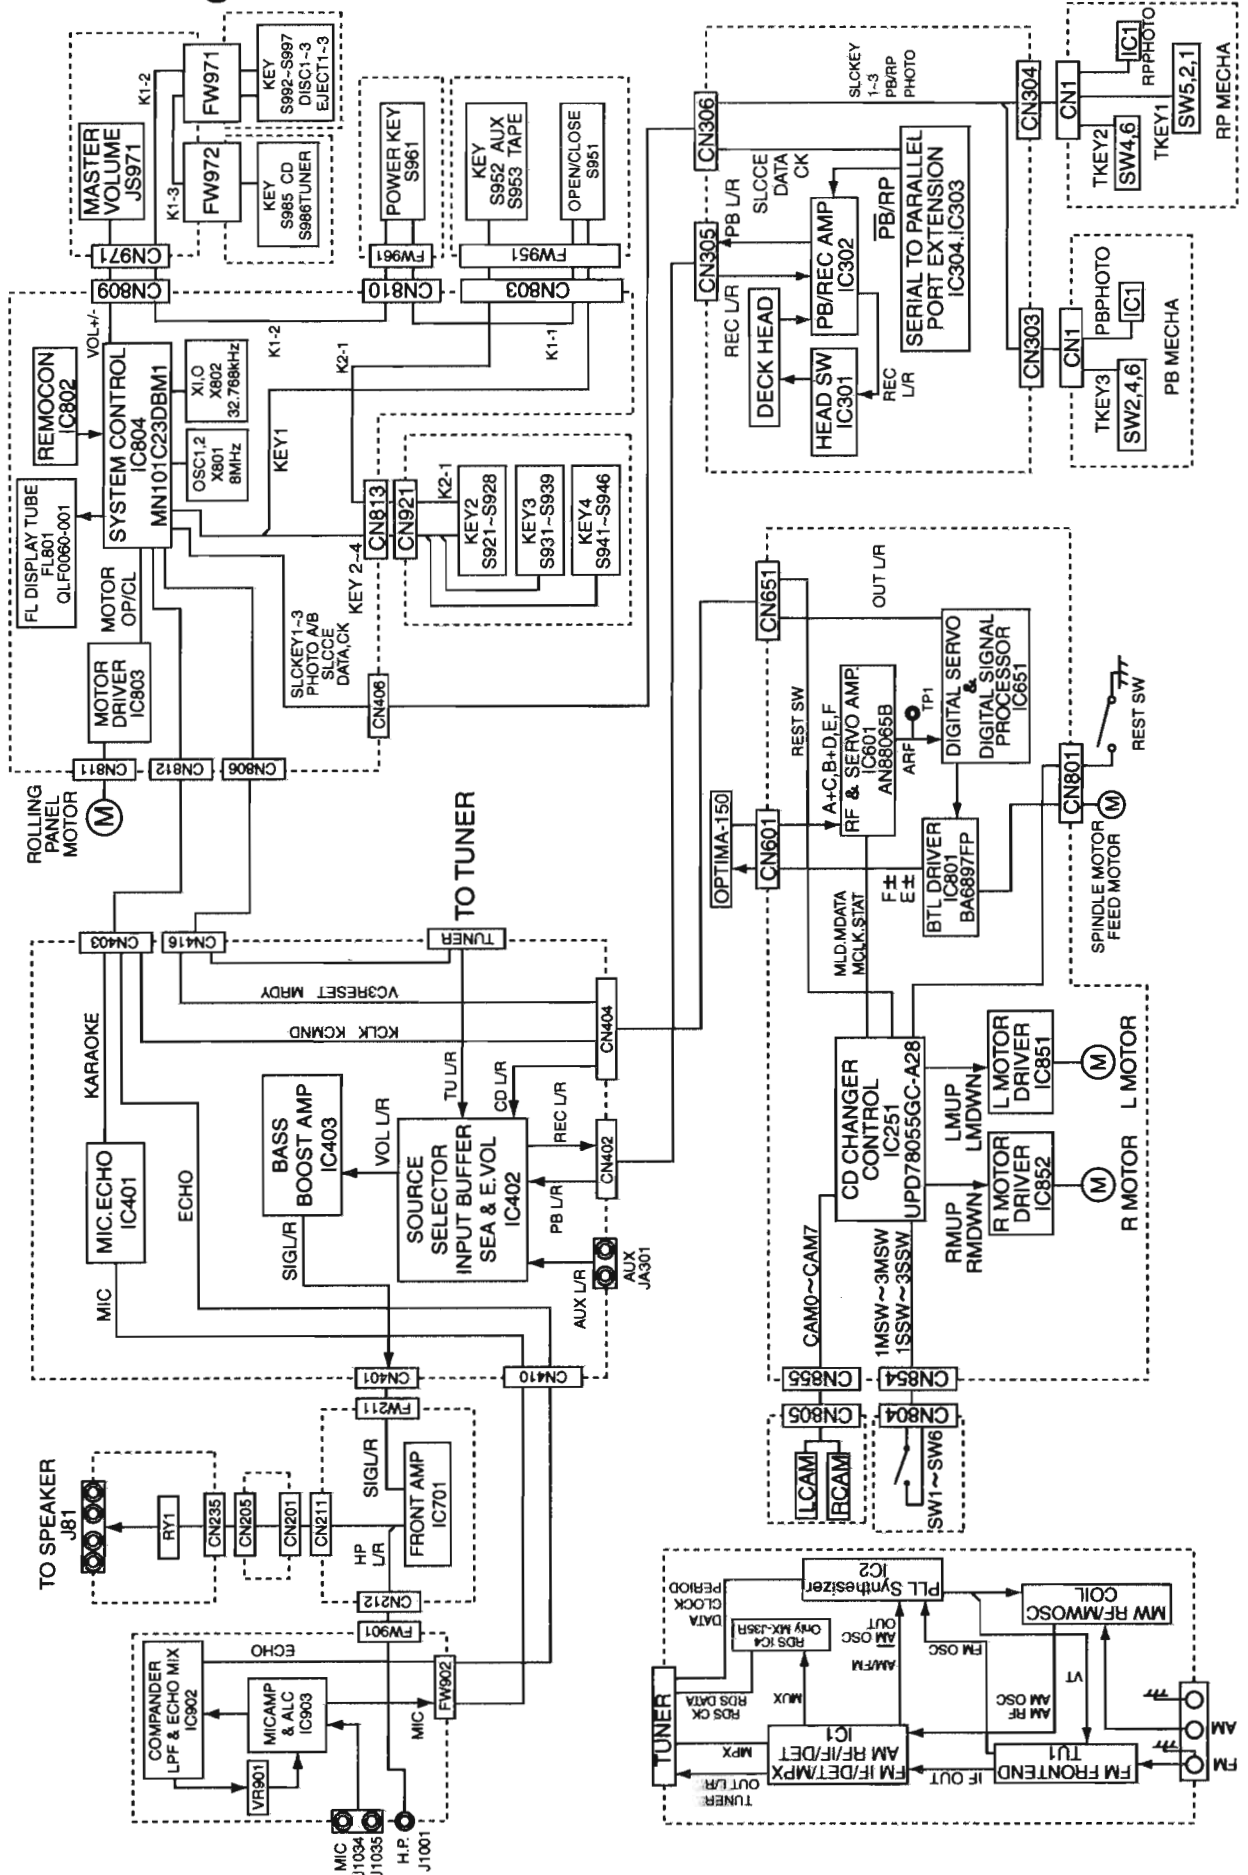 MASTER
VOLUME
JS971
K1-2
K1-3
FW971
FW972
KEY
S992~S997
DISC1~3
EJECT1~3
KEY
S985 CD
S986TUNER
CN971
CN809
POWER KEY
S961
FW961
CN810
KEY
S952 AUX
S953 TAPE
OPEN/CLOSE
S951
FW951
CN803
VOL+/-
REMOCON
IC802
FL DISPLAY TUBE
FL801
QLF0060-001
SYSTEM CONTROL
IC804
MN101C23DBM1
XI,O
X802
32.768kHz
OSC1,2
X801
8MHz
K1-2
K2-1
K1-1
KEY1
MOTOR
OP/CL
MOTOR
DRIVER
IC803
CN811
CN812
CN806
ROLLING
PANEL
MOTOR
M
SLCKEY1~3
PHOTO A/B
SLCCE
DATA,CK
KEY 2~4
CN406
CN813
CN921
K2-1
KEY2
S921~S928
KEY3
S931~S939
KEY4
S941~S946
CN306
CN305
PB L/R
REC L/R
SLCCE
DATA
CK
SLCKEY
1~3
PB/RP
PHOTO
PB/RP
DECK HEAD
HEAD SW
IC301
PB/REC AMP
IC302
REC
L/R
SERIAL TO PARALLEL
PORT EXTENSION
IC304.IC303
CN304
CN1
IC1
RPPHOTO
TKEY2
SW4,6
TKEY1
SW5,2,1
RP MECHA
CN303
CN1
PBPHOTO
IC1
TKEY3
SW2,4,6
PB MECHA
CN403
CN416
TUNER
TO TUNER
KARAOKE
MIC.ECHO
IC401
ECHO
MIC
KCLK KCMND
VC3RESET MRDY
BASS
BOOST AMP
IC403
SIGL/R
VOL L/R
TU L/R
CD L/R
SOURCE
SELECTOR
INPUT BUFFER
SEA & E.VOL
IC402
REC L/R
PB L/R
AUX L/R
AUX
JA301
CN404
CN402
CN401
CN410
CN651
OUT L/R
REST SW
OPTIMA-150
CN601
A+C,B+D,E,F
RF & SERVO AMP.
IC601
AN88065B
ARF
TP1
DIGITAL SERVO
&
DIGITAL SIGNAL
PROCESSOR
IC651
F±
E±
BTL DRIVER
IC801
BA6897FP
CN801
REST SW
M
SPINDLE MOTOR
FEED MOTOR
MLD.MDATA
MCLK.STAT
CD CHANGER
CONTROL
IC251
UPD78055GC-A28
LMUP
LMDWN
L MOTOR
DRIVER
IC851
M
L MOTOR
RMUP
RMDWN
R MOTOR
DRIVER
IC852
M
R MOTOR
CAM0~CAM7
1MSW~3MSW
1SSW~3SSW
CN855
CN854
CN805
CN804
LCAM
RCAM
SW1~SW6
TO SPEAKER
J81
RY1
CN235
CN205
CN201
CN211
FW211
SIGL/R
FRONT AMP
IC701
HP
L/R
CN212
FW901
COMPANDER
LPF & ECHO MIX
IC902
ECHO
MICAMP
& ALC
IC903
VR901
MIC
FW902
MIC
J1034
J1035
H.P.
J1001
TUNER
DATA
CLOCK
PERIOD
RDS CK
RDS DATA
RDS IC4
Only MX-J35R
PLL Synthesizer
IC2
MUX
MPX
TUNER
OUT L/R
AM/FM
AM OSC
OUT
FM OSC
FM IF/DET/MPX
AM RF/IF/DET
IC1
MW RF/MWOSC
COIL
VT
AM RF
AM OSC
IF OUT
FM FRONTEND
TU1
FM
AM